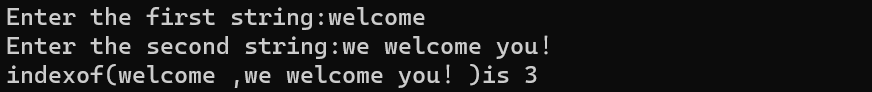 Enter the first string:welcome
Enter the second string:we welcome you!
indexof(welcome ,we welcome you! )is 3